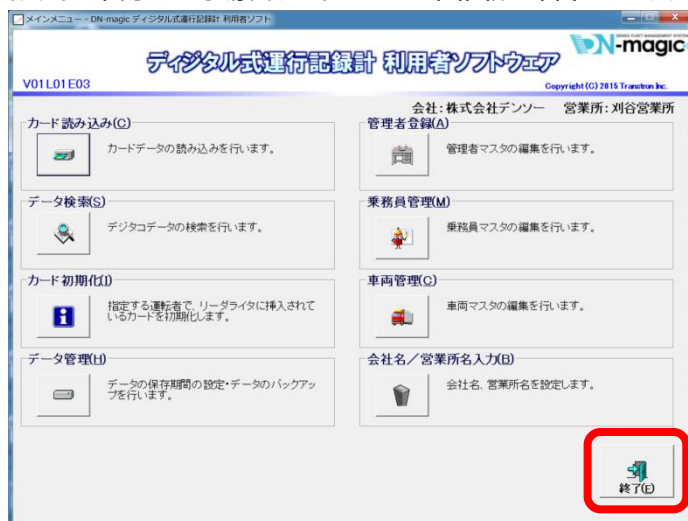 メインメニュー - DN-magic ディジタル式運行記録計 利用者ソフト
DN-magic
ディジタル式運行記録計 利用者ソフトウェア
V01L01E03
Copyright (C) 2015 Transtron Inc.
会社:株式会社デンソー 営業所:刈谷営業所
カード読み込み(C)
カードデータの読み込みを行います。
データ検索(S)
デジタコデータの検索を行います。
カード初期化(I)
指定する運転者で、リーダライタに挿入されて
いるカードを初期化します。
データ管理(H)
データの保存期間の設定・データのバックアッ
プを行います。
管理者登録(A)
管理者マスタの編集を行います。
乗務員管理(M)
乗務員マスタの編集を行います。
車両管理(C)
車両マスタの編集を行います。
会社名/営業所名入力(B)
会社名、営業所名を設定します。
終了(E)